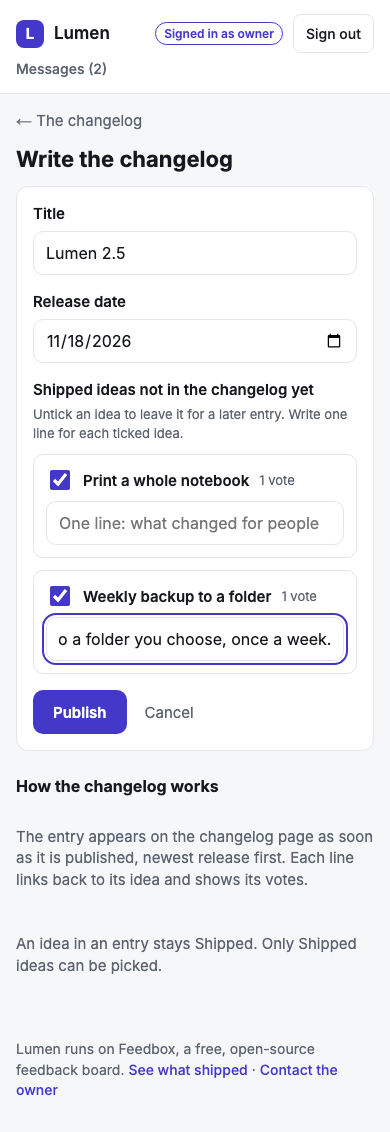 L Lumen
Signed in as owner
Sign out
Messages (2)
← The changelog
Write the changelog
Title
Lumen 2.5
Release date
11/18/2026
Shipped ideas not in the changelog yet
Untick an idea to leave it for a later entry. Write one
line for each ticked idea.
Print a whole notebook 1 vote
One line: what changed for people
Weekly backup to a folder 1 vote
o a folder you choose, once a week.
Publish Cancel
How the changelog works
The entry appears on the changelog page as soon
as it is published, newest release first. Each line
links back to its idea and shows its votes.
An idea in an entry stays Shipped. Only Shipped
ideas can be picked.
Lumen runs on Feedbox, a free, open-source
feedback board. See what shipped · Contact the
owner